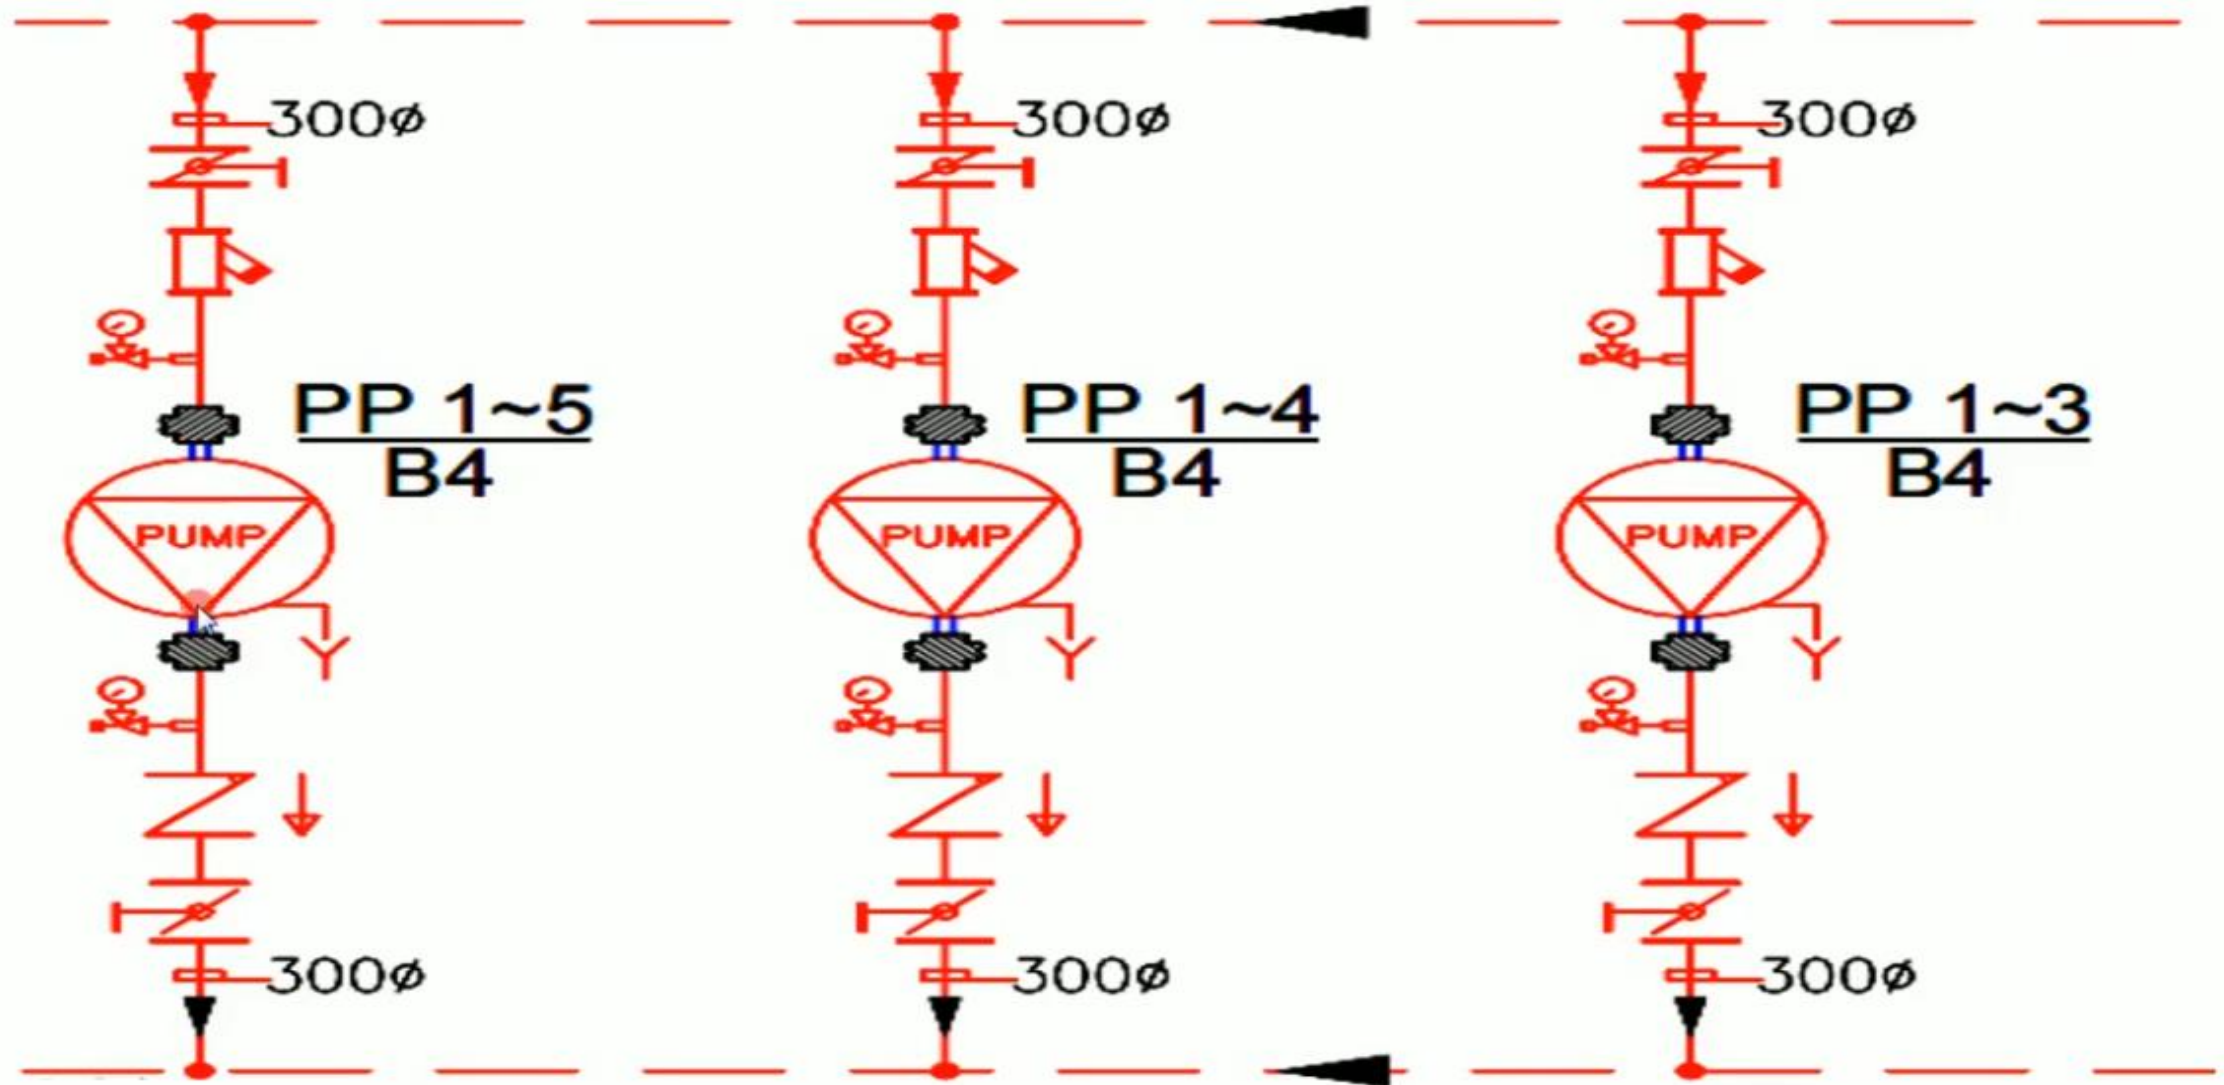 300ø 300ø 300ø
PP 1~5 PP 1~4 PP 1~3
B4 B4 B4
PUMP PUMP PUMP
300ø 300ø 300ø